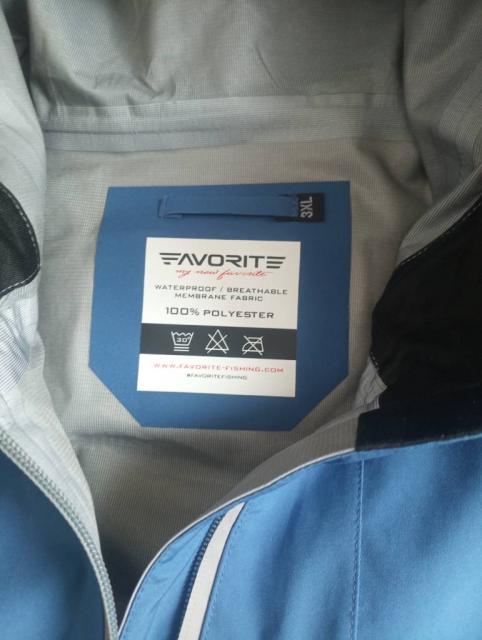 3XL
FAVORITE
my new favorite
WATERPROOF / BREATHABLE
MEMBRANE FABRIC
100% POLYESTER
30°
WWW.FAVORITE-FISHING.COM
#FAVORITEFISHING